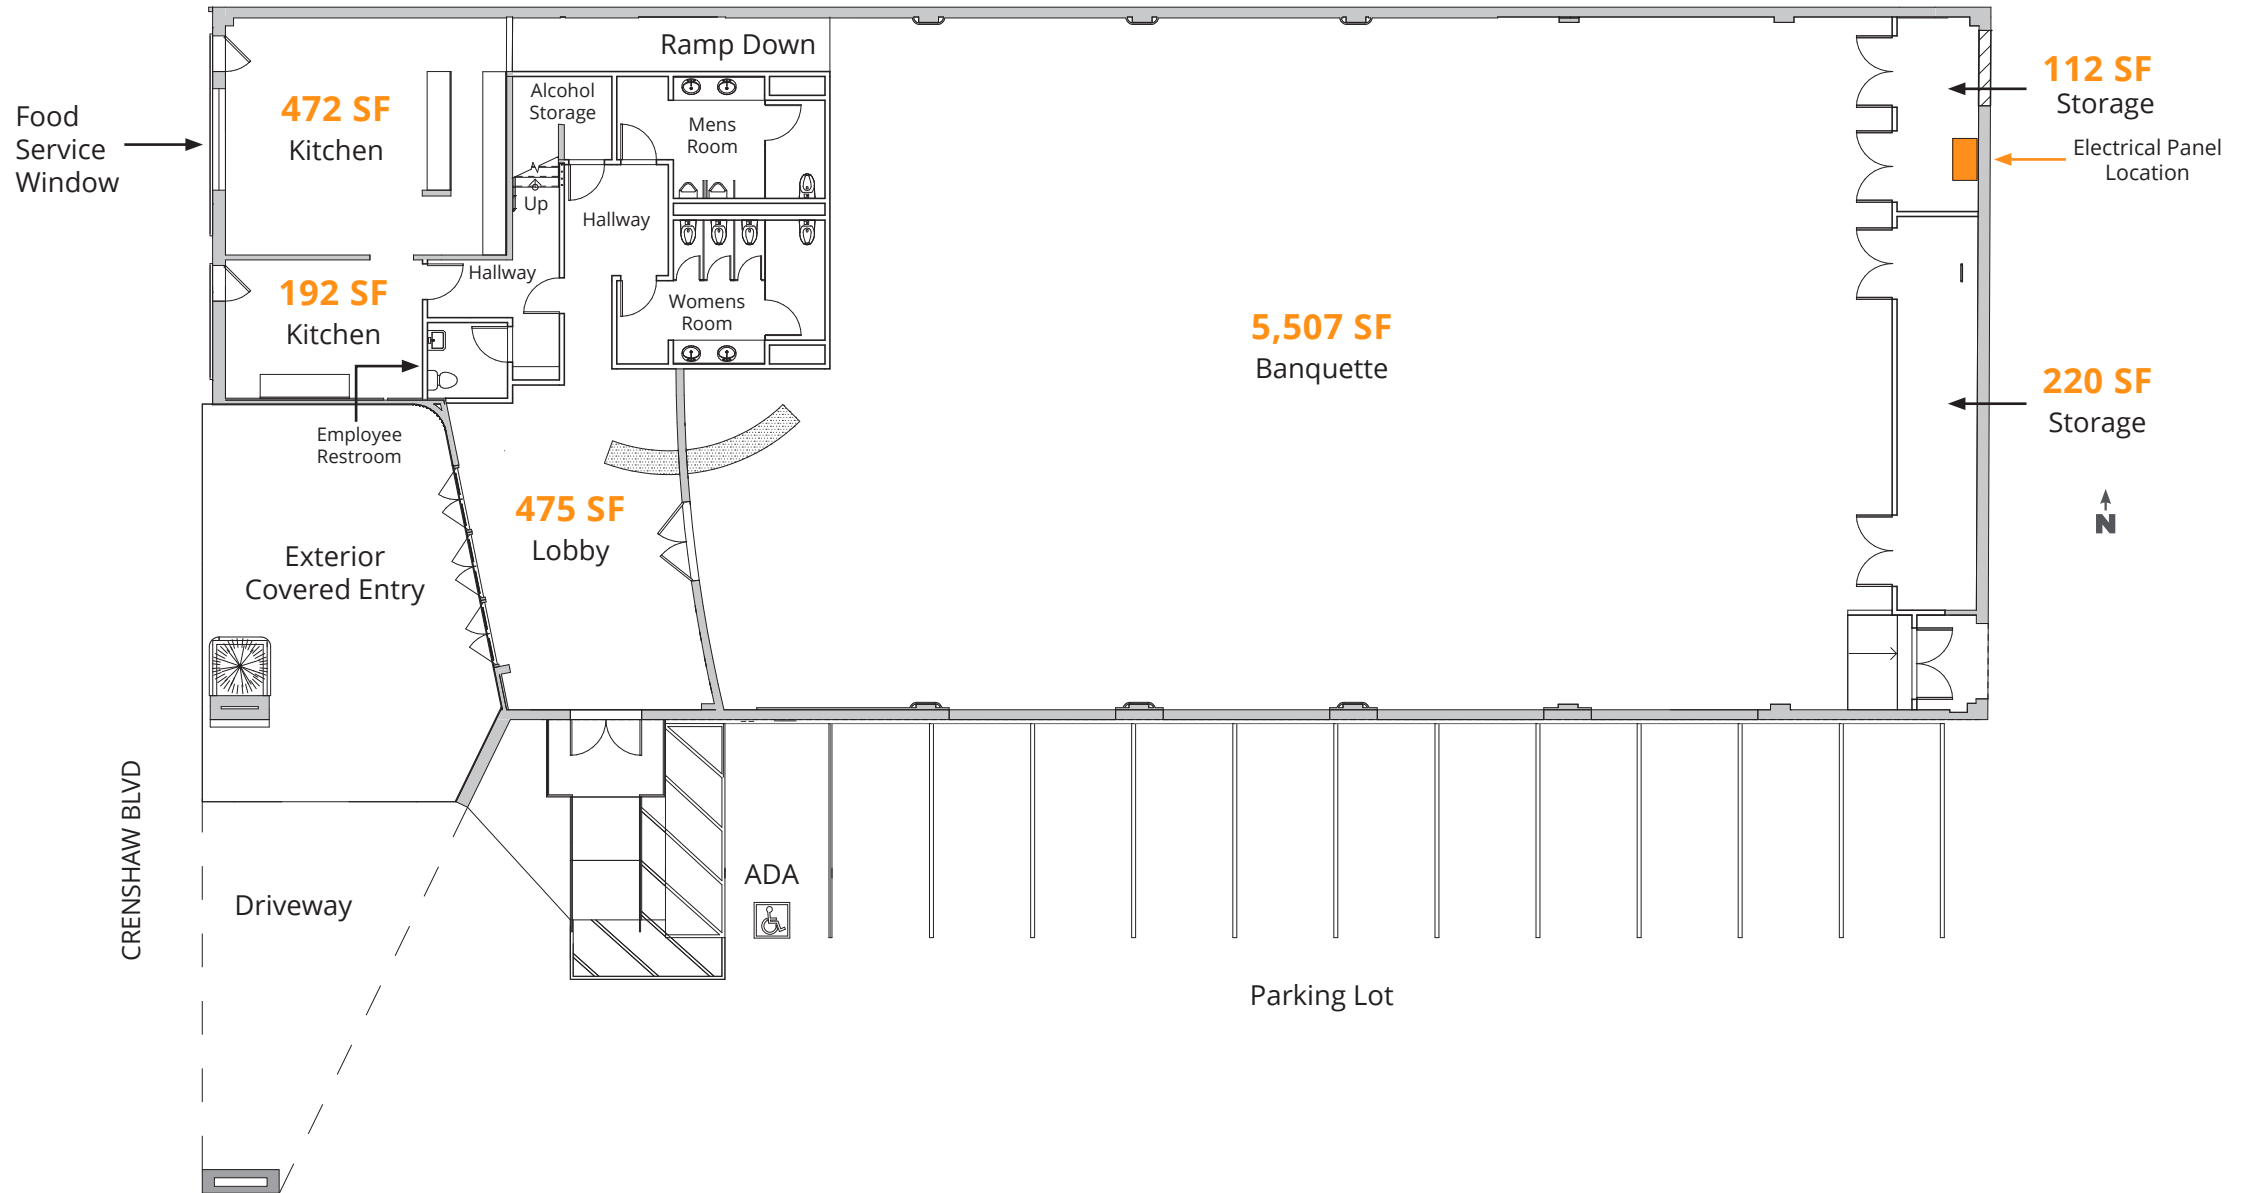 Ramp Down
112 SF
Storage
Electrical Panel
Location
Food
Service
Window
472 SF
Kitchen
Alcohol
Storage
Mens
Room
Up
Hallway
Hallway
192 SF
Kitchen
Womens
Room
5,507 SF
Banquette
220 SF
Storage
Employee
Restroom
475 SF
Lobby
N
Exterior
Covered Entry
CRENSHAW BLVD
Driveway
ADA
Parking Lot